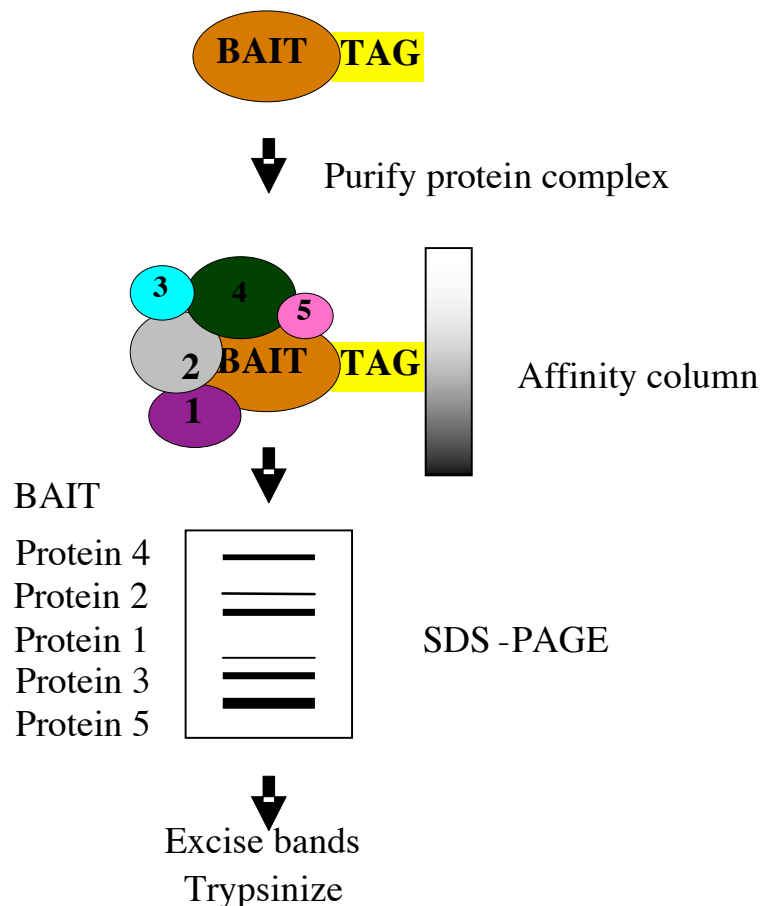 BAIT TAG
Purify protein complex
3
4
5
2
BAIT TAG
1
Affinity column
BAIT
Protein 4
Protein 2
Protein 1
Protein 3
Protein 5
SDS -PAGE
Excise bands
Trypsinize